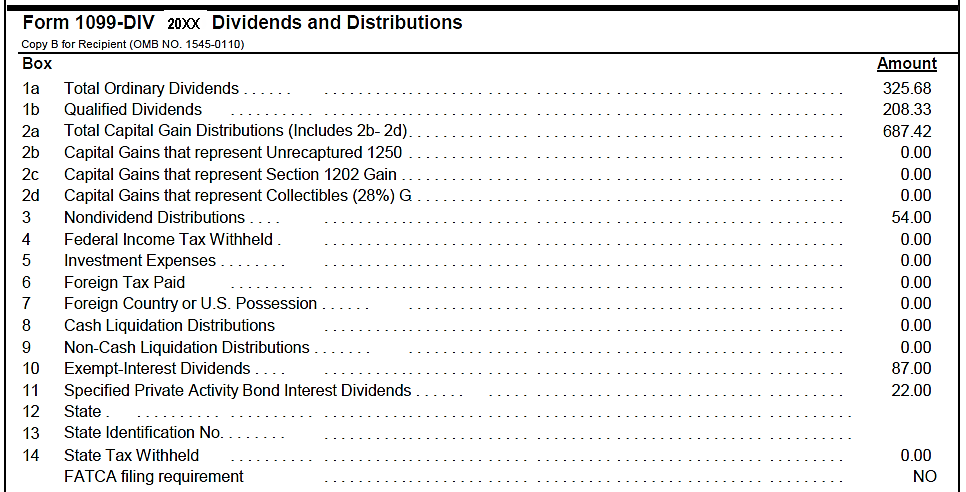 Form 1099-DIV 20XX Dividends and Distributions
Copy B for Recipient (OMB NO. 1545-0110)
Box Amount
1a Total Ordinary Dividends 325.68
1b Qualified Dividends 208.33
2a Total Capital Gain Distributions (Includes 2b- 2d) 687.42
2b Capital Gains that represent Unrecaptured 1250 0.00
2c Capital Gains that represent Section 1202 Gain 0.00
2d Capital Gains that represent Collectibles (28%) G 0.00
3 Nondividend Distributions 54.00
4 Federal Income Tax Withheld 0.00
5 Investment Expenses 0.00
6 Foreign Tax Paid 0.00
7 Foreign Country or U.S. Possession 0.00
8 Cash Liquidation Distributions 0.00
9 Non-Cash Liquidation Distributions 0.00
10 Exempt-Interest Dividends 87.00
11 Specified Private Activity Bond Interest Dividends 22.00
12 State
13 State Identification No.
14 State Tax Withheld 0.00
FATCA filing requirement NO